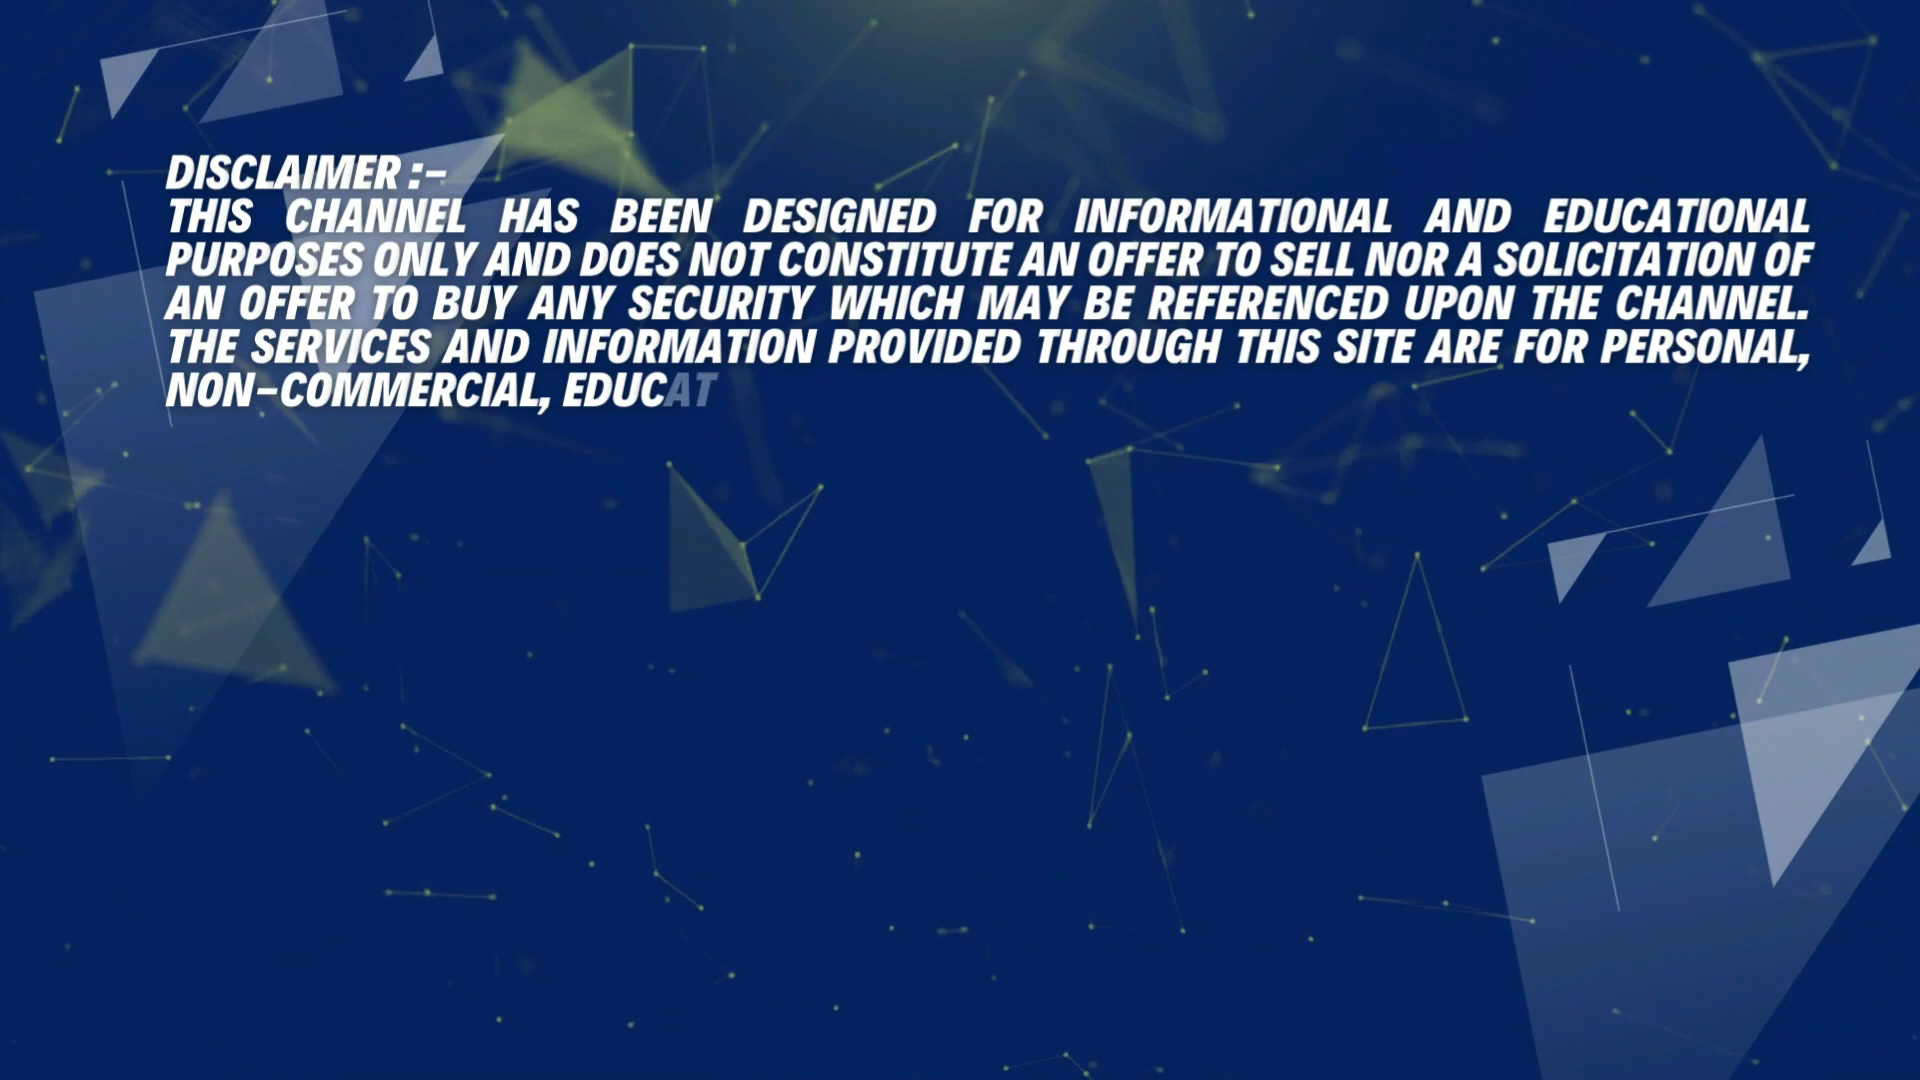 DISCLAIMER :-
THIS CHANNEL HAS BEEN DESIGNED FOR INFORMATIONAL AND EDUCATIONAL
PURPOSES ONLY AND DOES NOT CONSTITUTE AN OFFER TO SELL NOR A SOLICITATION OF
AN OFFER TO BUY ANY SECURITY WHICH MAY BE REFERENCED UPON THE CHANNEL.
THE SERVICES AND INFORMATION PROVIDED THROUGH THIS SITE ARE FOR PERSONAL,
NON-COMMERCIAL, EDUCAT